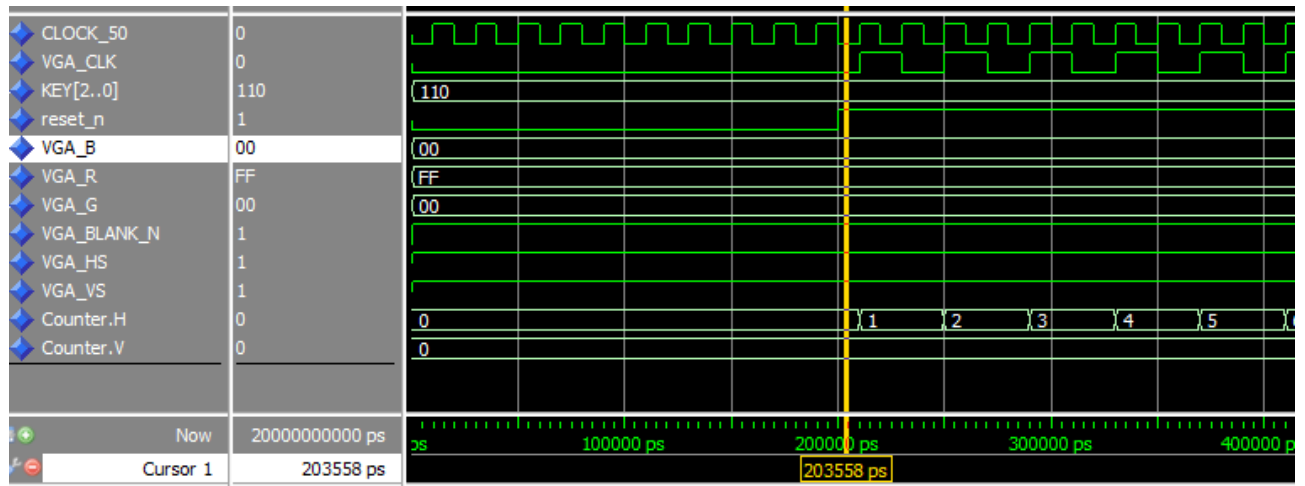 CLOCK_50 0
VGA_CLK 0
KEY[2..0] 110 110
reset_n 1
VGA_B 00 00
VGA_R FF FF
VGA_G 00 00
VGA_BLANK_N 1
VGA_HS 1
VGA_VS 1
Counter.H 0 0 1 2 3 4 5
Counter.V 0 0
Now 20000000000 ps ps 100000 ps 200000 ps 300000 ps 400000 p
Cursor 1 203558 ps 203558 ps